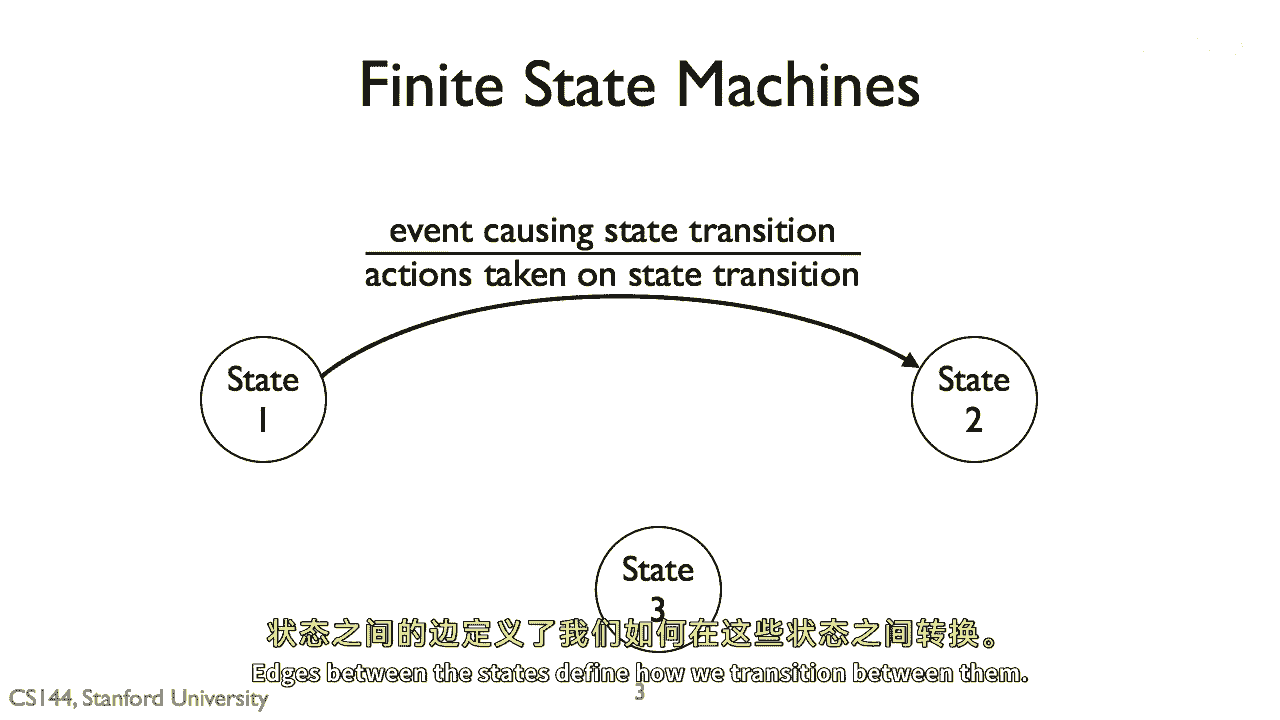 Finite State Machines
event causing state transition
actions taken on state transition
State
1
State
2
State
3
状态之间的边定义了我们如何在这些状态之间转换。
Edges between the states define how we transition between them.
CS144, Stanford University
3